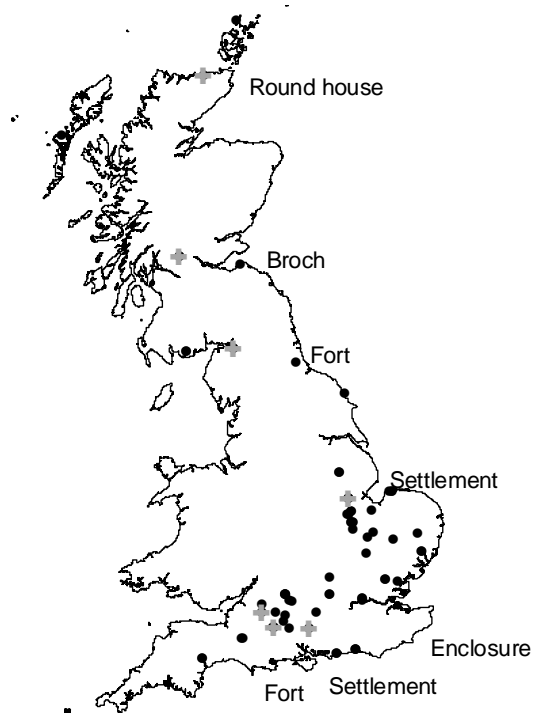 Round house
Broch
Fort
Settlement
Enclosure
Fort
Settlement